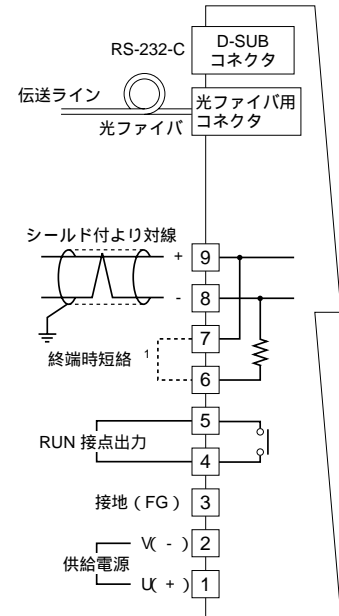 RS-232-C
D-SUB
コネクタ
伝送ライン
光ファイバ
光ファイバ用
コネクタ
シールド付より対線
+ 9
- 8
7
終端時短絡 1
6
5
RUN 接点出力
4
接地（FG） 3
V( - ) 2
供給電源
U( + ) 1